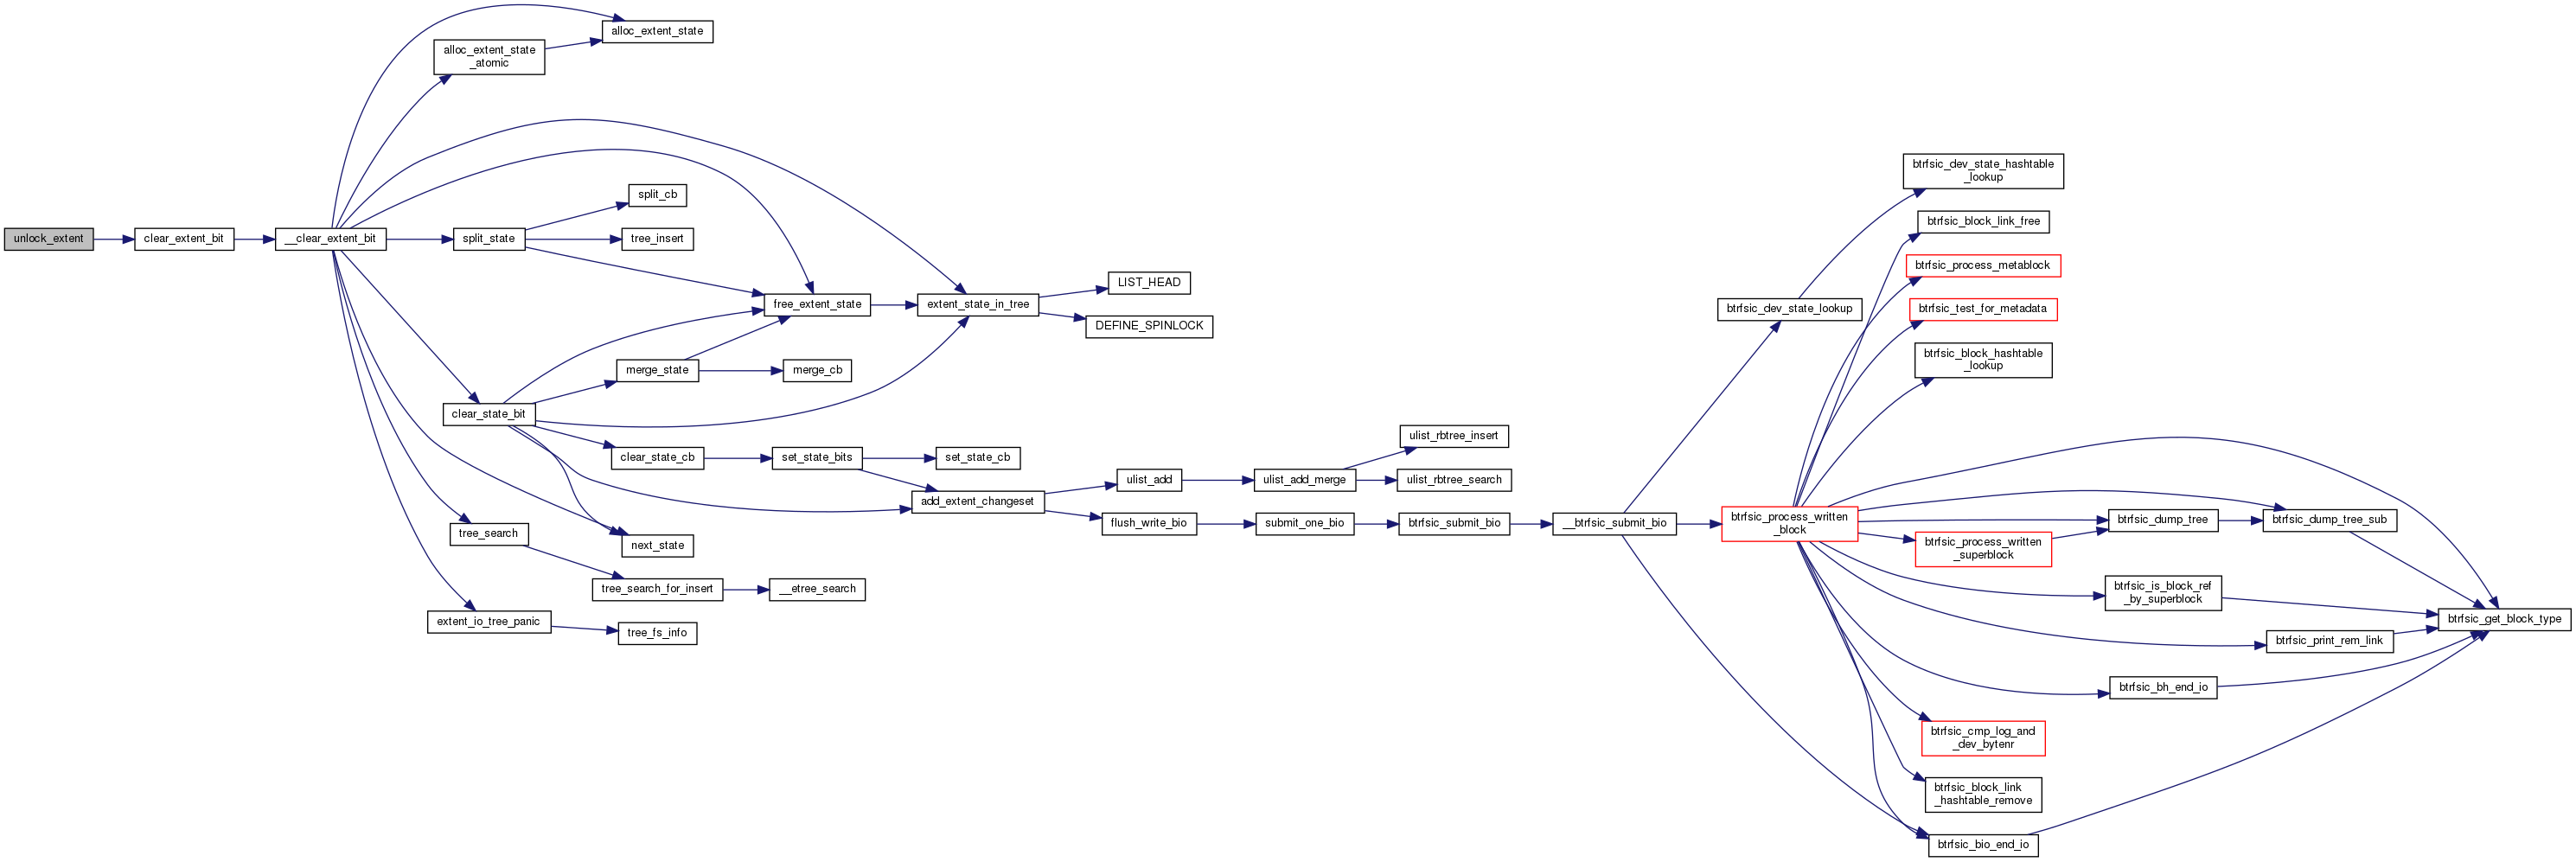 unlock_extent
clear_extent_bit
__clear_extent_bit
alloc_extent_state
_atomic
alloc_extent_state
split_state
split_cb
tree_insert
free_extent_state
extent_state_in_tree
LIST_HEAD
DEFINE_SPINLOCK
merge_state
merge_cb
clear_state_bit
clear_state_cb
set_state_bits
set_state_cb
add_extent_changeset
next_state
tree_search
tree_search_for_insert
__etree_search
extent_io_tree_panic
tree_fs_info
ulist_add
ulist_add_merge
ulist_rbtree_insert
ulist_rbtree_search
flush_write_bio
submit_one_bio
btrfsic_submit_bio
__btrfsic_submit_bio
btrfsic_dev_state_lookup
btrfsic_dev_state_hashtable
_lookup
btrfsic_process_written
_block
btrfsic_block_link_free
btrfsic_process_metablock
btrfsic_test_for_metadata
btrfsic_block_hashtable
_lookup
btrfsic_dump_tree
btrfsic_dump_tree_sub
btrfsic_process_written
_superblock
btrfsic_is_block_ref
_by_superblock
btrfsic_get_block_type
btrfsic_print_rem_link
btrfsic_bh_end_io
btrfsic_cmp_log_and
_dev_bytenr
btrfsic_block_link
_hashtable_remove
btrfsic_bio_end_io